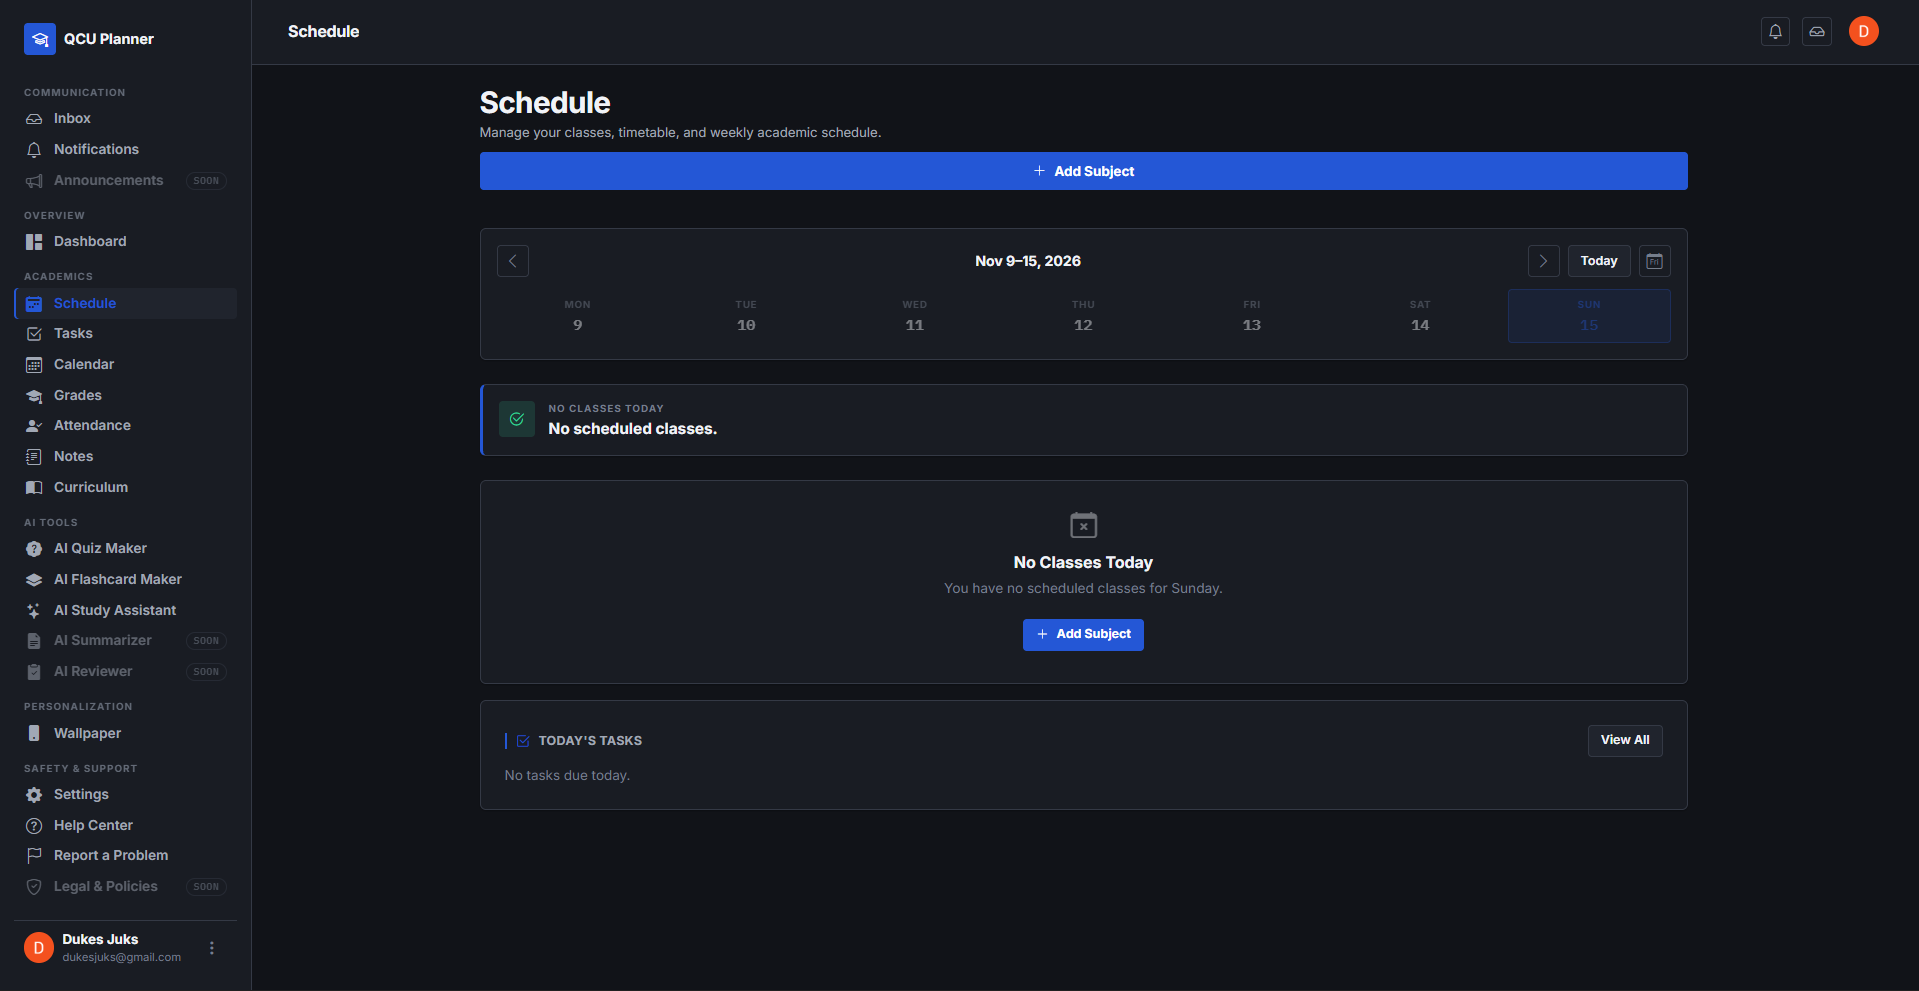 QCU Planner
COMMUNICATION
Inbox
Notifications
Announcements SOON
OVERVIEW
Dashboard
ACADEMICS
Schedule
Tasks
Calendar
Grades
Attendance
Notes
Curriculum
AI TOOLS
AI Quiz Maker
AI Flashcard Maker
AI Study Assistant
AI Summarizer SOON
AI Reviewer SOON
PERSONALIZATION
Wallpaper
SAFETY & SUPPORT
Settings
Help Center
Report a Problem
Legal & Policies SOON
D Dukes Juks
dukesjuks@gmail.com
Schedule D
Schedule
Manage your classes, timetable, and weekly academic schedule.
+ Add Subject
Nov 9–15, 2026 Today Fri
MON TUE WED THU FRI SAT SUN
9 10 11 12 13 14 15
NO CLASSES TODAY
No scheduled classes.
No Classes Today
You have no scheduled classes for Sunday.
+ Add Subject
TODAY'S TASKS View All
No tasks due today.